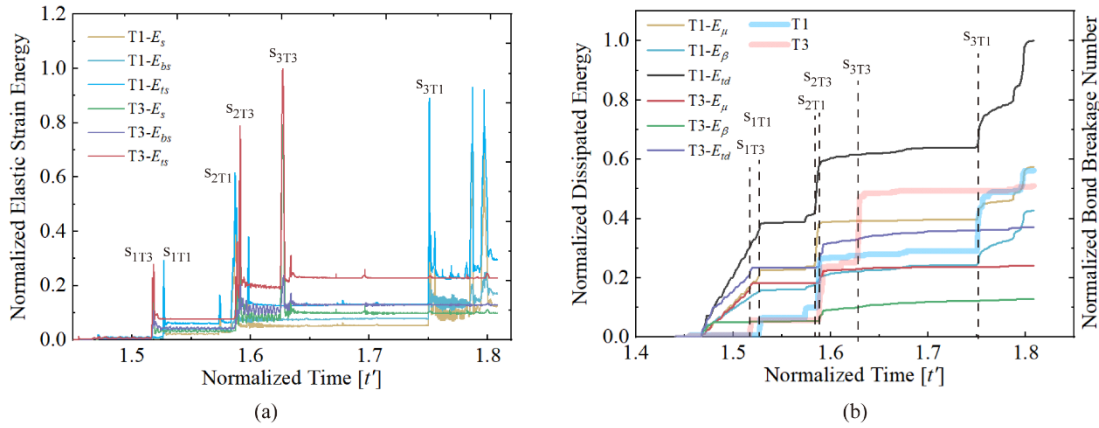 1.2
1.0
0.8
0.6
0.4
0.2
0.0
Normalized Elastic Strain Energy
T1-Es
T1-Ebs
T1-Ets
T3-Es
T3-Ebs
T3-Ets
S1T3
S1T1
S2T1
S2T3
S3T3
S3T1
1.5
1.6
1.7
1.8
Normalized Time [t′]
(a)
1.0
0.8
0.6
0.4
0.2
0.0
Normalized Dissipated Energy
T1-Eμ
T1-Eβ
T1-Etd
T3-Eμ
T3-Eβ
T3-Etd
T1
T3
S1T1
S1T3
S2T3
S2T1
S3T3
S3T1
Normalized Bond Breakage Number
1.4
1.5
1.6
1.7
1.8
Normalized Time [t′]
(b)